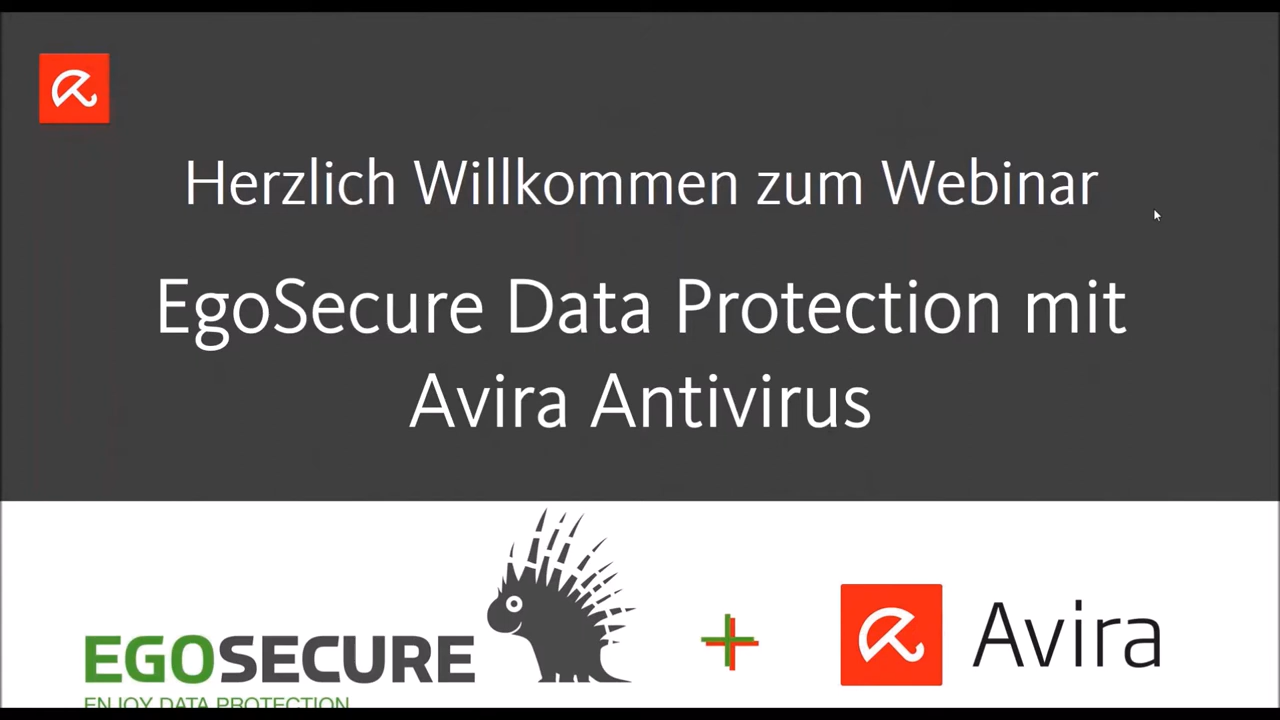 Herzlich Willkommen zum Webinar
EgoSecure Data Protection mit
Avira Antivirus
EGOSECURE
ENJOY DATA PROTECTION
Avira